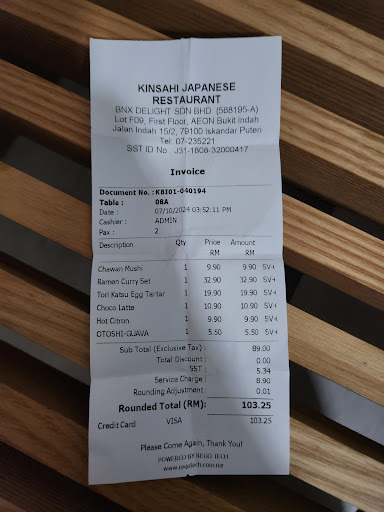 KINSAHI JAPANESE
RESTAURANT
BNX DELIGHT SDN BHD (568195-A)
Lot F09, First Floor, AEON Bukit Indah
Jalan Indah 15/2, 79100 Iskandar Puteri
Tel: 07-235221
SST ID No : J31-1808-32000417
Invoice
Document No. : KBI01-040194
Table : 08A
Date : 07/10/2024 03:52:11 PM
Cashier : ADMIN
Pax : 2
Description Qty Price Amount
RM RM
Chawan Mushi 1 9.90 9.90 SV+
Ramen Curry Set 1 32.90 32.90 SV+
Tori Katsu Egg Tartar 1 19.90 19.90 SV+
Choco Latte 1 10.90 10.90 SV+
Hot Citron 1 9.90 9.90 SV+
OTOSHI-GUAVA 1 5.50 5.50 SV+
Sub Total (Exclusive Tax) : 89.00
Total Discount : 0.00
SST : 5.34
Service Charge : 8.90
Rounding Adjustment : 0.01
Rounded Total (RM): 103.25
Credit Card VISA 103.25
Please Come Again, Thank You!
POWERED BY REGO TECH
www.regotech.com.my